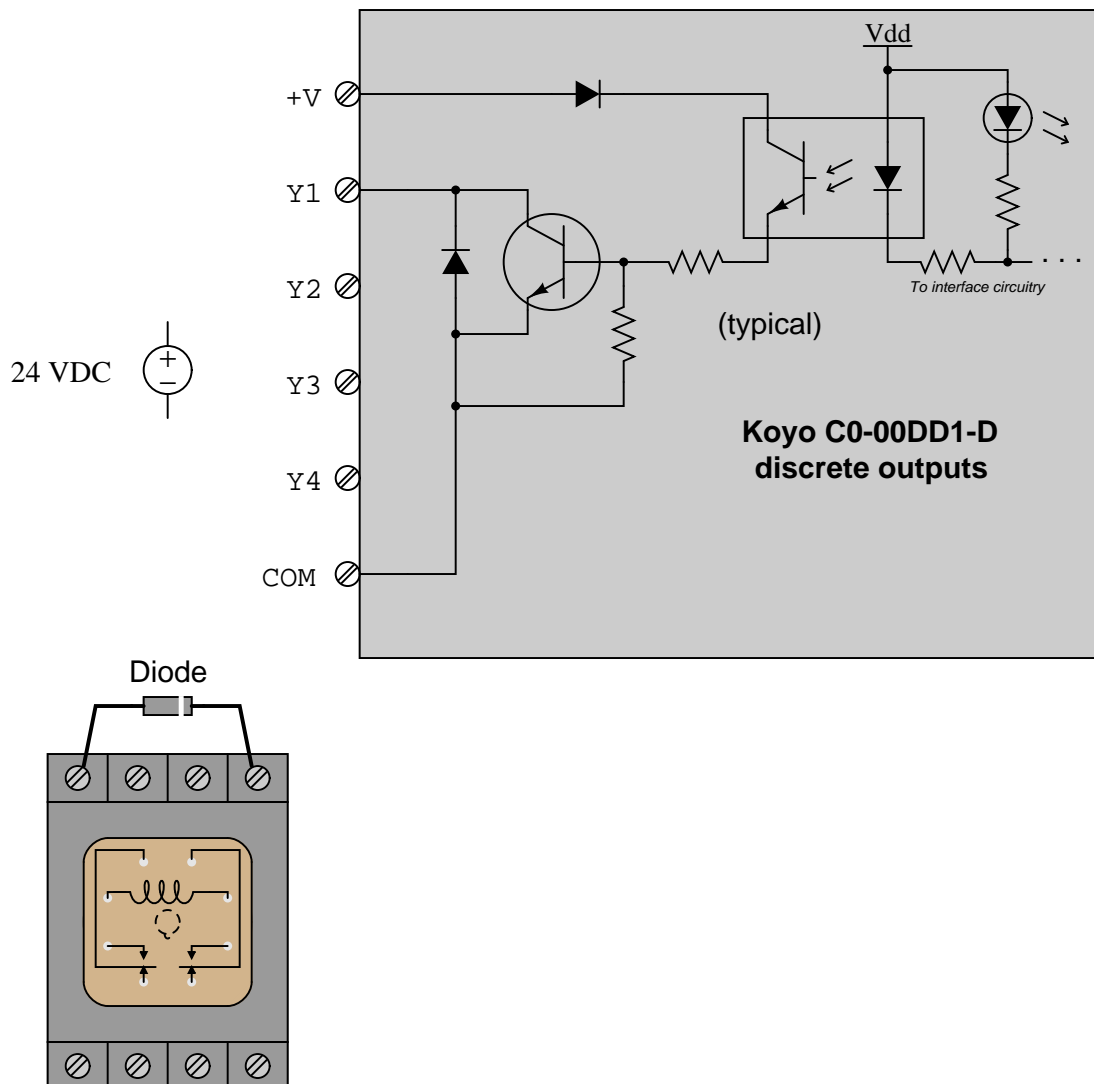 Vdd
+V
Y1
Y2
To interface circuitry
(typical)
24 VDC
+
−
Y3
Koyo C0-00DD1-D
discrete outputs
Y4
COM
Diode